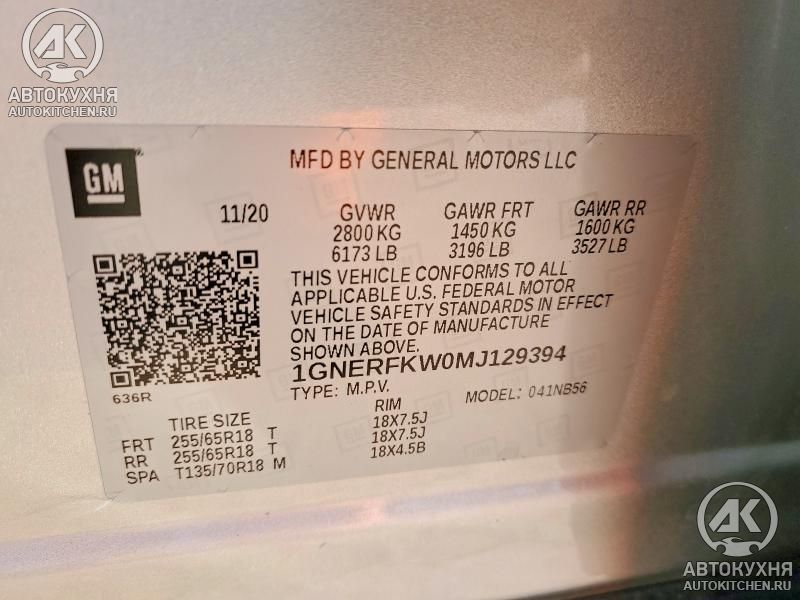 АК
АВТОКУХНЯ
AUTOKITCHEN.RU
GM
MFD BY GENERAL MOTORS LLC
11/20 GVWR GAWR FRT GAWR RR
2800 KG 1450 KG 1600 KG
6173 LB 3196 LB 3527 LB
THIS VEHICLE CONFORMS TO ALL
APPLICABLE U.S. FEDERAL MOTOR
VEHICLE SAFETY STANDARDS IN EFFECT
ON THE DATE OF MANUFACTURE
SHOWN ABOVE.
1GNERFKW0MJ129394
TYPE: M.P.V. MODEL: 041NB56
636R
TIRE SIZE RIM
FRT 255/65R18 T 18X7.5J
RR 255/65R18 T 18X7.5J
SPA T135/70R18 M 18X4.5B
АК
АВТОКУХНЯ
AUTOKITCHEN.RU